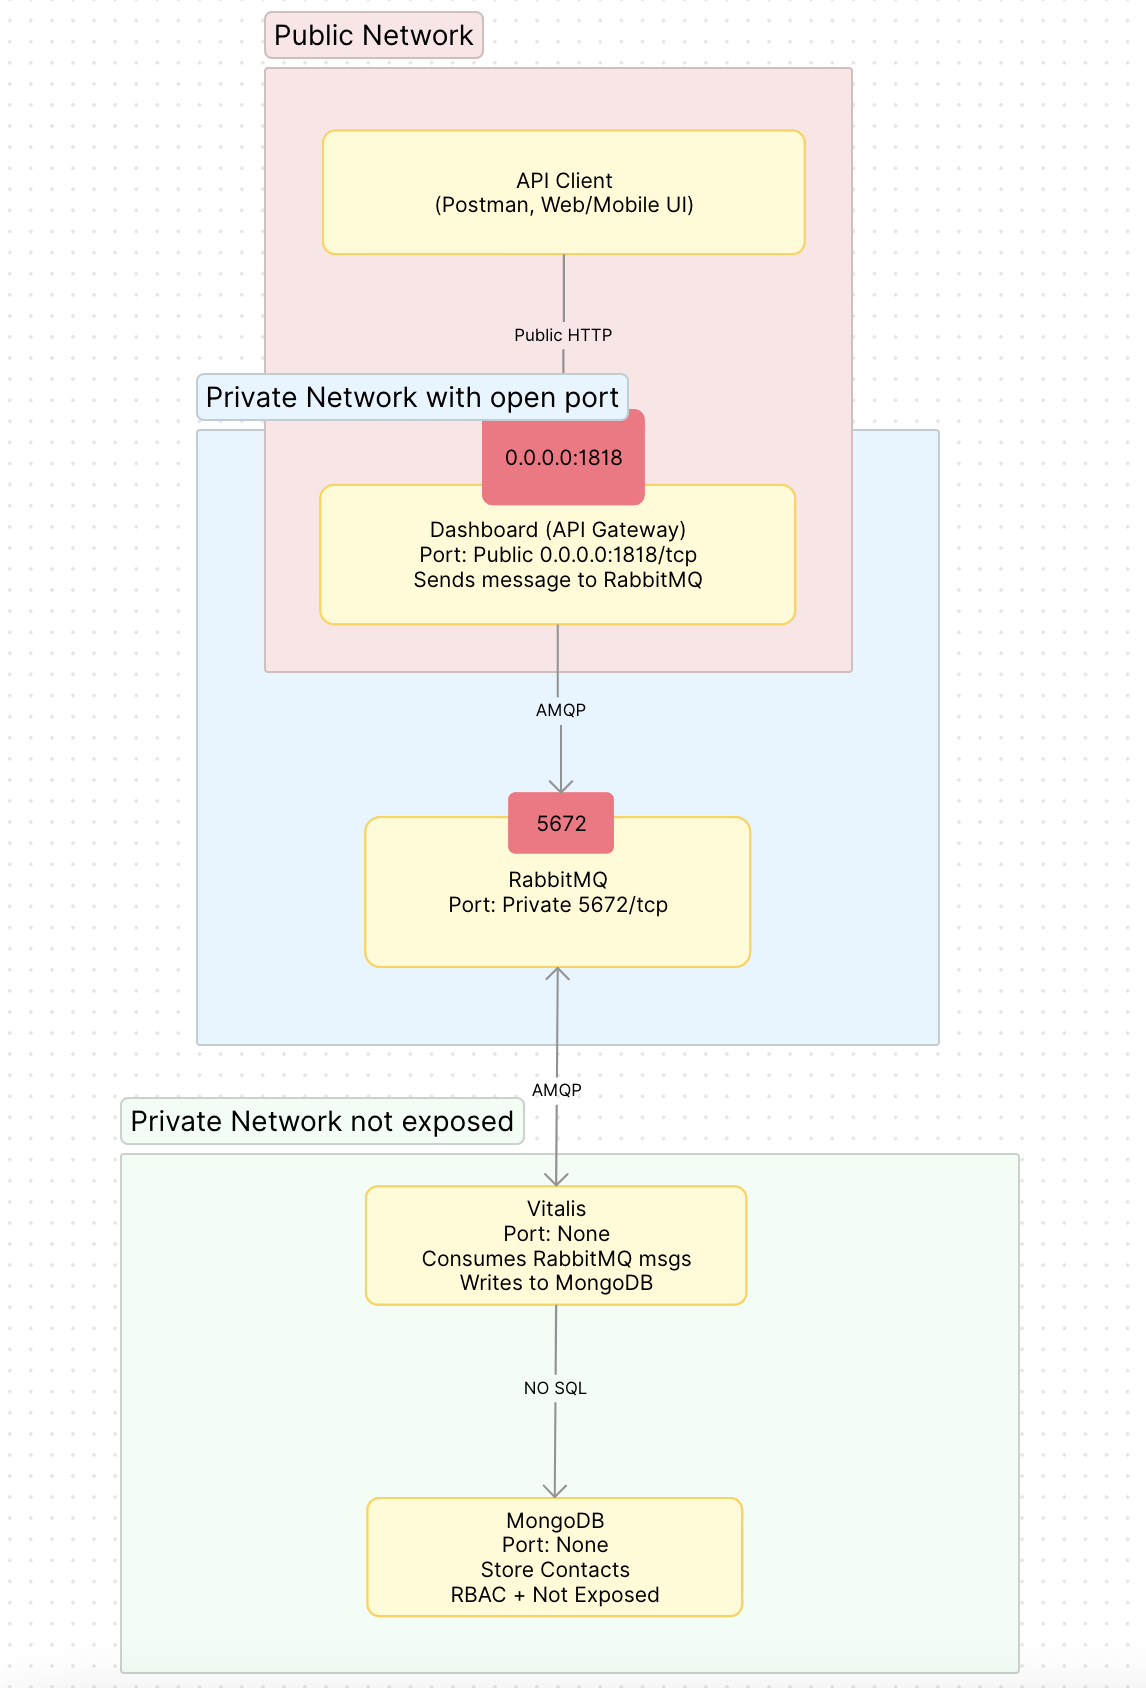 Public Network
API Client
(Postman, Web/Mobile UI)
Public HTTP
Private Network with open port
0.0.0.0:1818
Dashboard (API Gateway)
Port: Public 0.0.0.0:1818/tcp
Sends message to RabbitMQ
AMQP
5672
RabbitMQ
Port: Private 5672/tcp
AMQP
Private Network not exposed
Vitalis
Port: None
Consumes RabbitMQ msgs
Writes to MongoDB
NO SQL
MongoDB
Port: None
Store Contacts
RBAC + Not Exposed